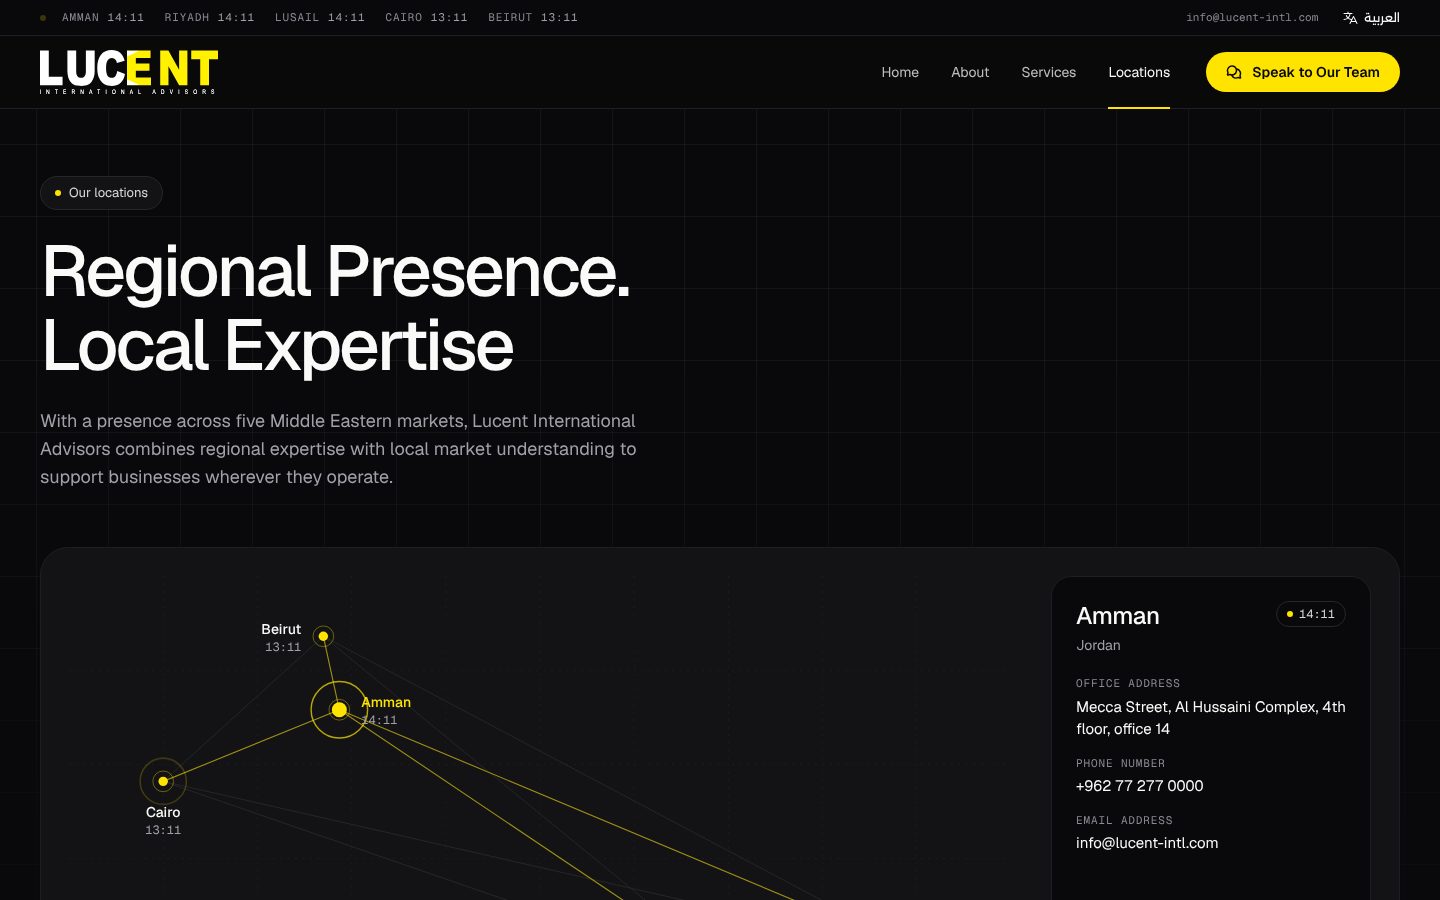 AMMAN 14:11 RIYADH 14:11 LUSAIL 14:11 CAIRO 13:11 BEIRUT 13:11
info@lucent-intl.com العربية
LUCENT
INTERNATIONAL ADVISORS
Home About Services Locations Speak to Our Team
Our locations
Regional Presence.
Local Expertise
With a presence across five Middle Eastern markets, Lucent International
Advisors combines regional expertise with local market understanding to
support businesses wherever they operate.
Beirut
13:11
Amman
14:11
Cairo
13:11
Amman 14:11
Jordan
OFFICE ADDRESS
Mecca Street, Al Hussaini Complex, 4th
floor, office 14
PHONE NUMBER
+962 77 277 0000
EMAIL ADDRESS
info@lucent-intl.com